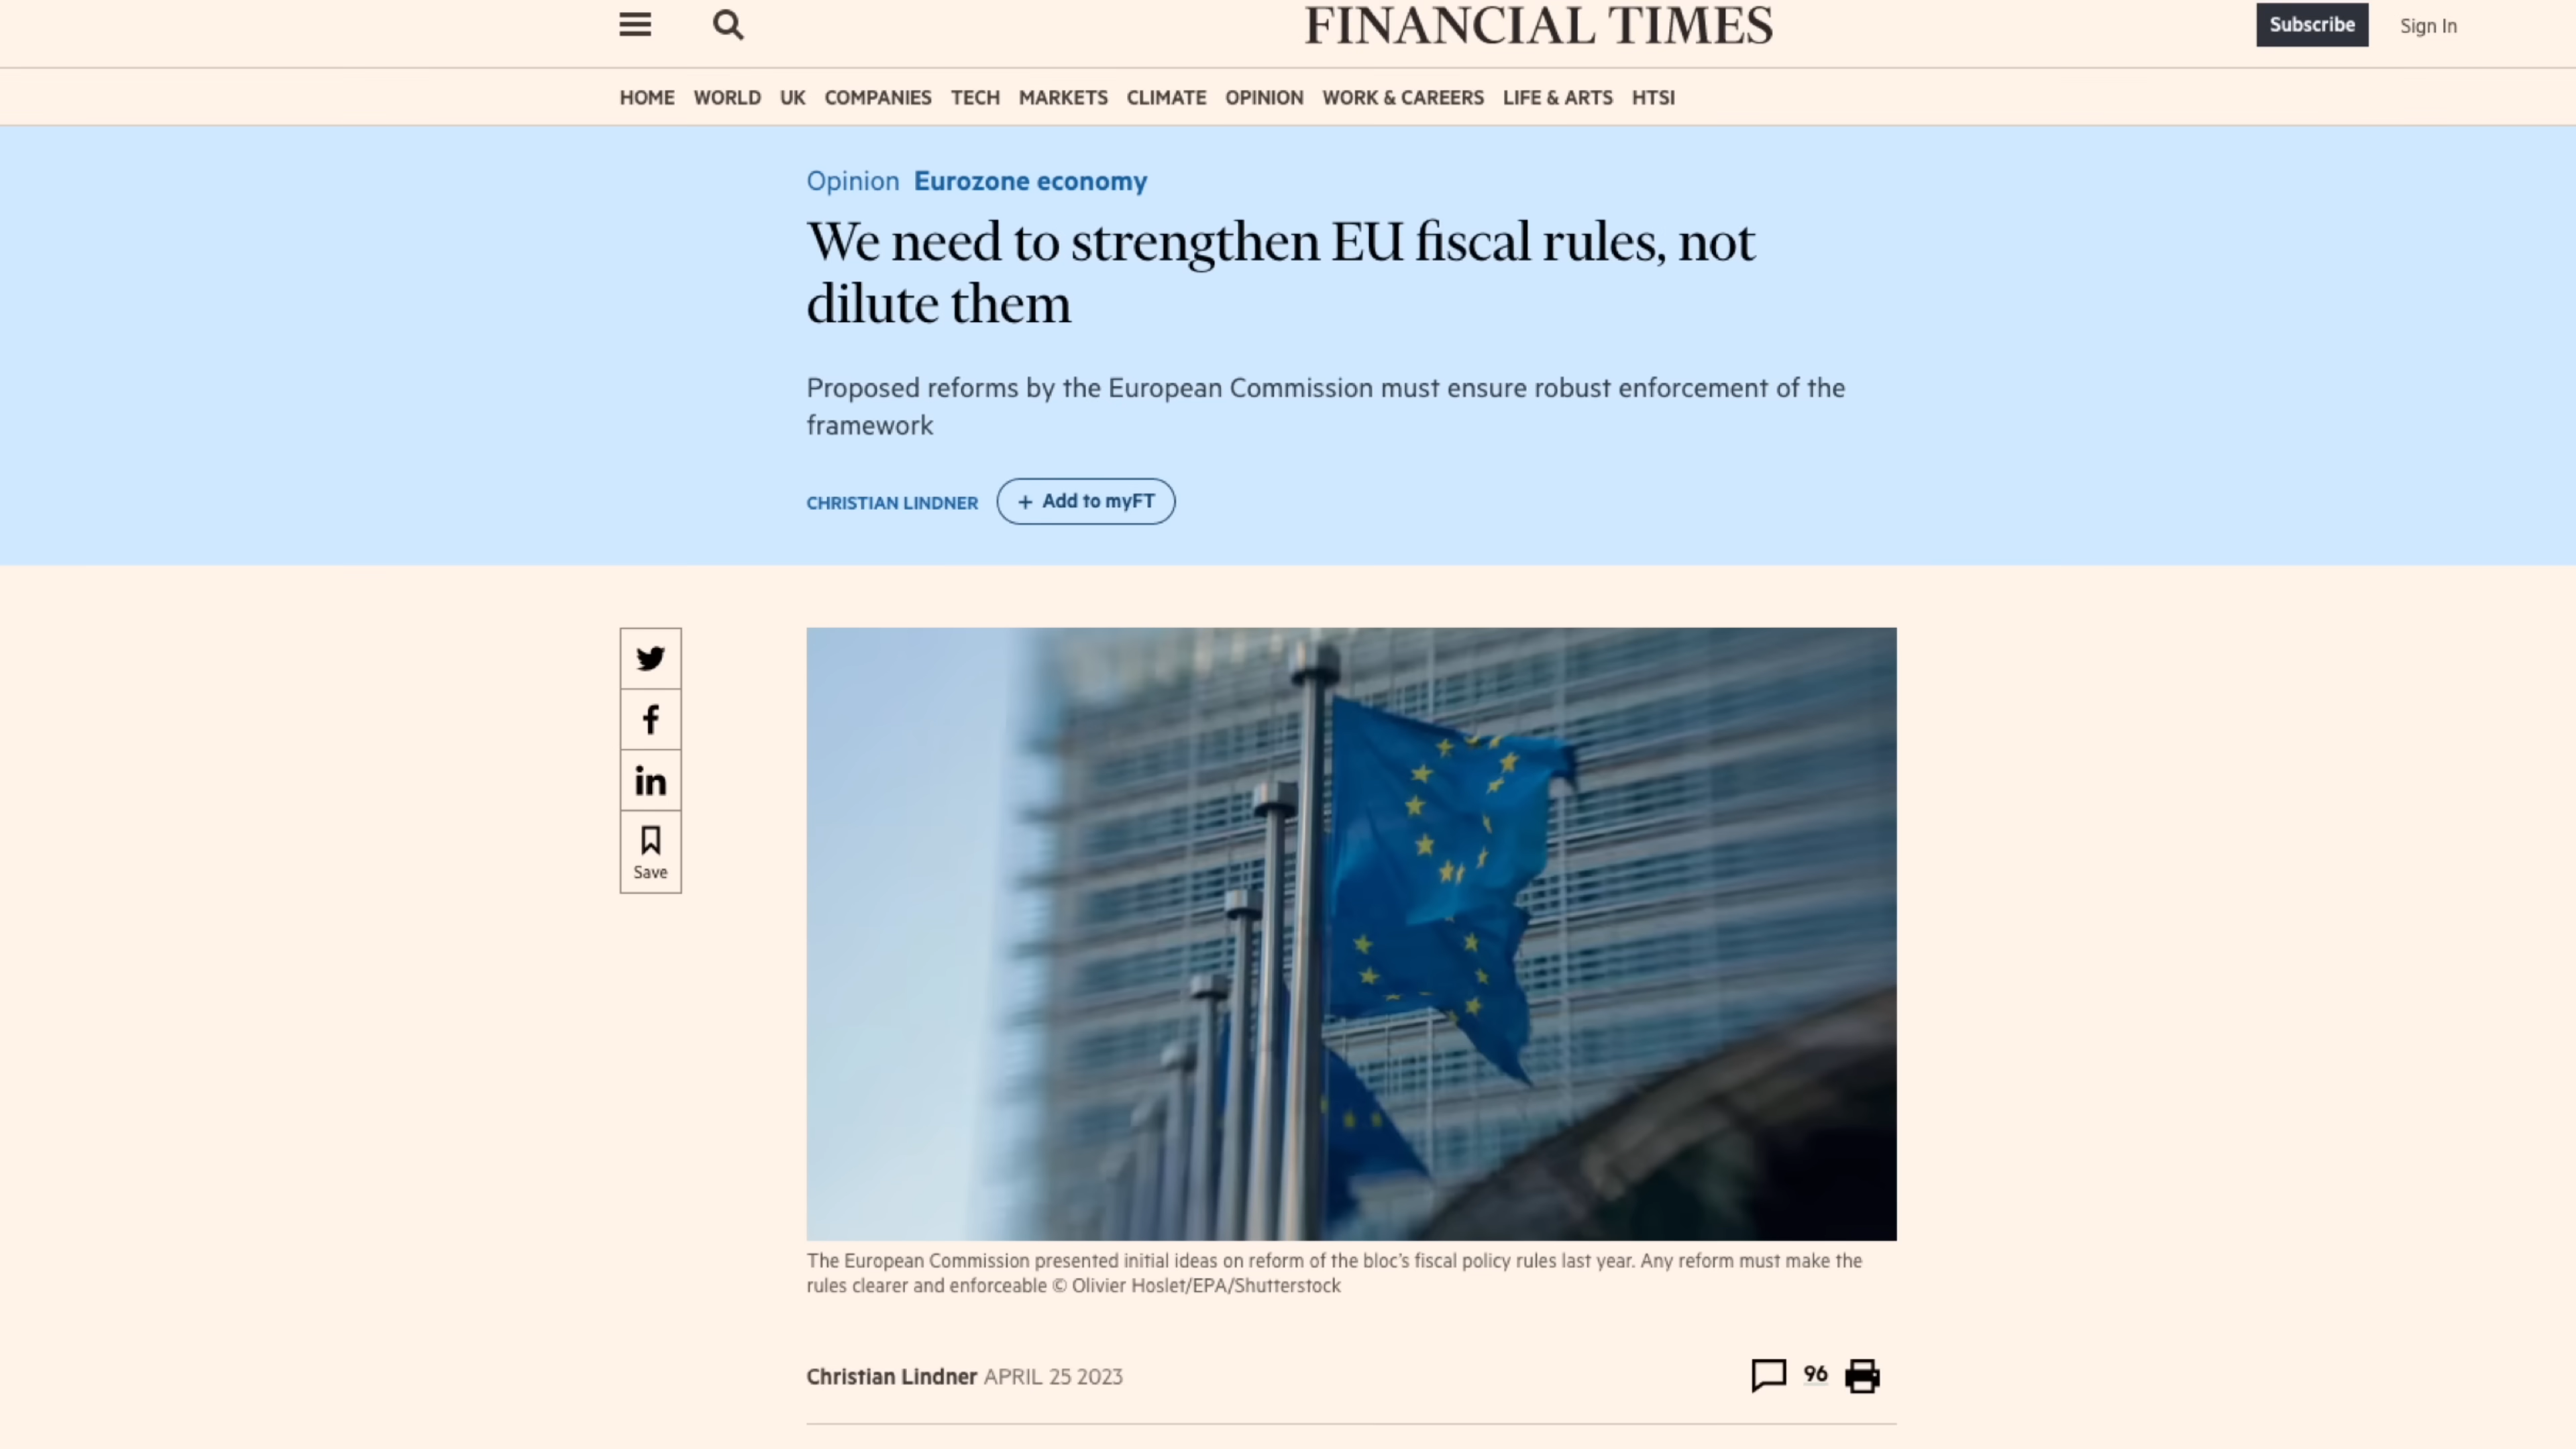 FINANCIAL TIMES
Subscribe
Sign In
HOME WORLD UK COMPANIES TECH MARKETS CLIMATE OPINION WORK & CAREERS LIFE & ARTS HTSI
Opinion Eurozone economy
We need to strengthen EU fiscal rules, not
dilute them
Proposed reforms by the European Commission must ensure robust enforcement of the
framework
CHRISTIAN LINDNER + Add to myFT
Save
The European Commission presented initial ideas on reform of the bloc's fiscal policy rules last year. Any reform must make the
rules clearer and enforceable © Olivier Hoslet/EPA/Shutterstock
Christian Lindner APRIL 25 2023
96